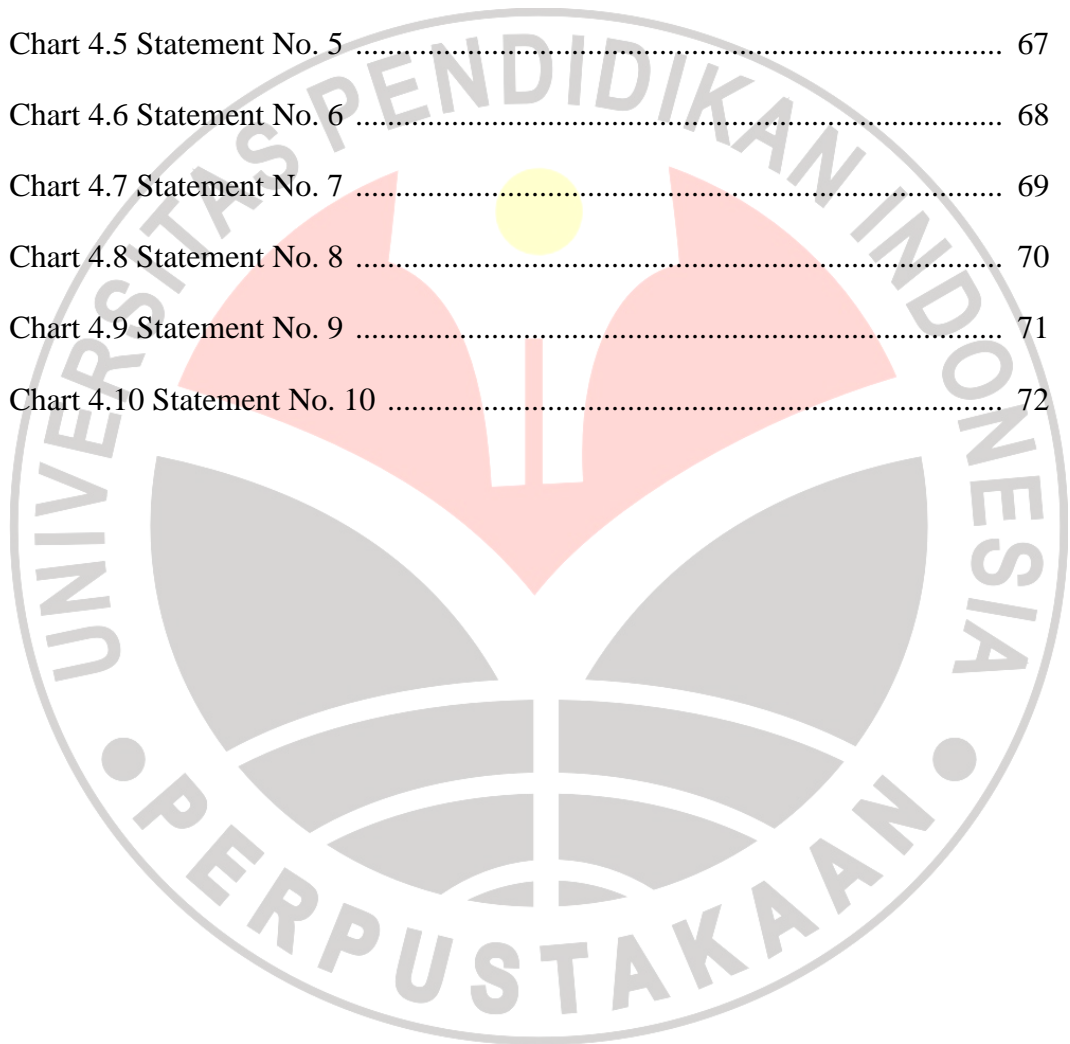 Chart 4.5 Statement No. 5 .................................................................................. 67
Chart 4.6 Statement No. 6 .................................................................................. 68
Chart 4.7 Statement No. 7 .................................................................................. 69
Chart 4.8 Statement No. 8 .................................................................................. 70
Chart 4.9 Statement No. 9 .................................................................................. 71
Chart 4.10 Statement No. 10 .............................................................................. 72
UNIVERSITAS PENDIDIKAN INDONESIA
PERPUSTAKAAN